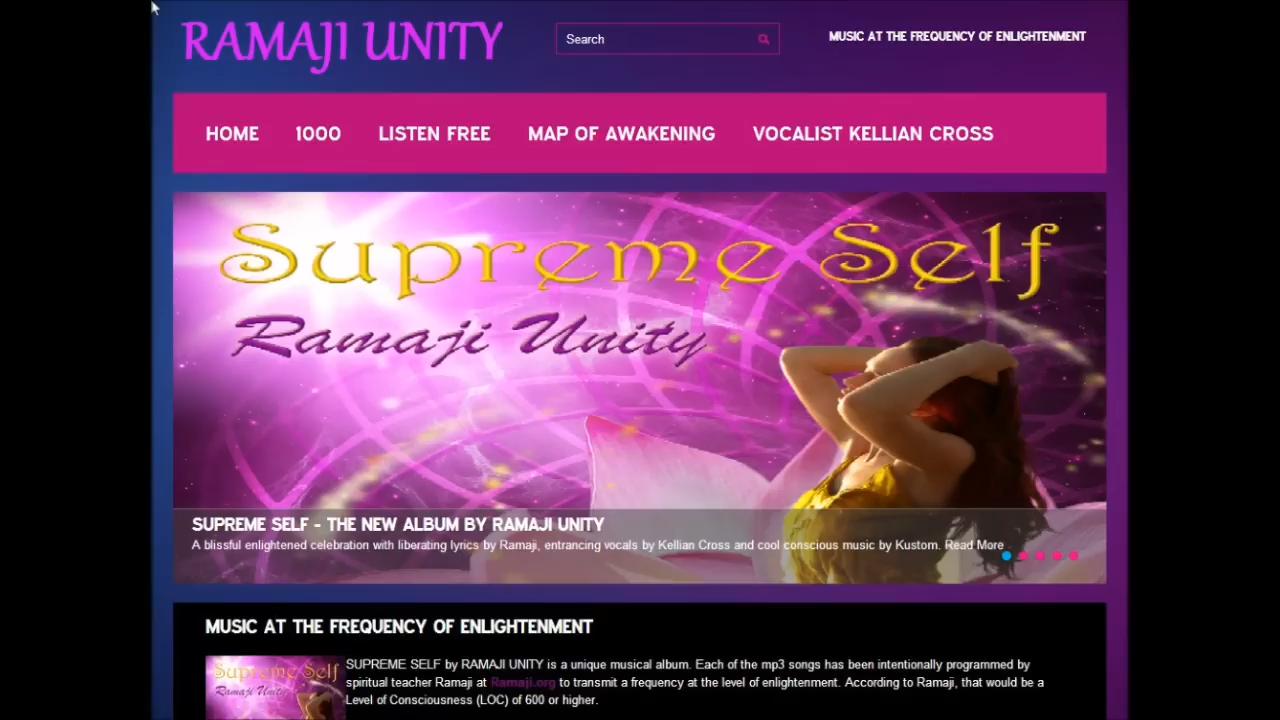 RAMAJI UNITY
Search
MUSIC AT THE FREQUENCY OF ENLIGHTENMENT
HOME 1000 LISTEN FREE MAP OF AWAKENING VOCALIST KELLIAN CROSS
Supreme Self
Ramaji Unity
SUPREME SELF - THE NEW ALBUM BY RAMAJI UNITY
A blissful enlightened celebration with liberating lyrics by Ramaji, entrancing vocals by Kellian Cross and cool conscious music by Kustom. Read More
MUSIC AT THE FREQUENCY OF ENLIGHTENMENT
Supreme Self
Ramaji Unity
SUPREME SELF by RAMAJI UNITY is a unique musical album. Each of the mp3 songs has been intentionally programmed by
spiritual teacher Ramaji at Ramaji.org to transmit a frequency at the level of enlightenment. According to Ramaji, that would be a
Level of Consciousness (LOC) of 600 or higher.